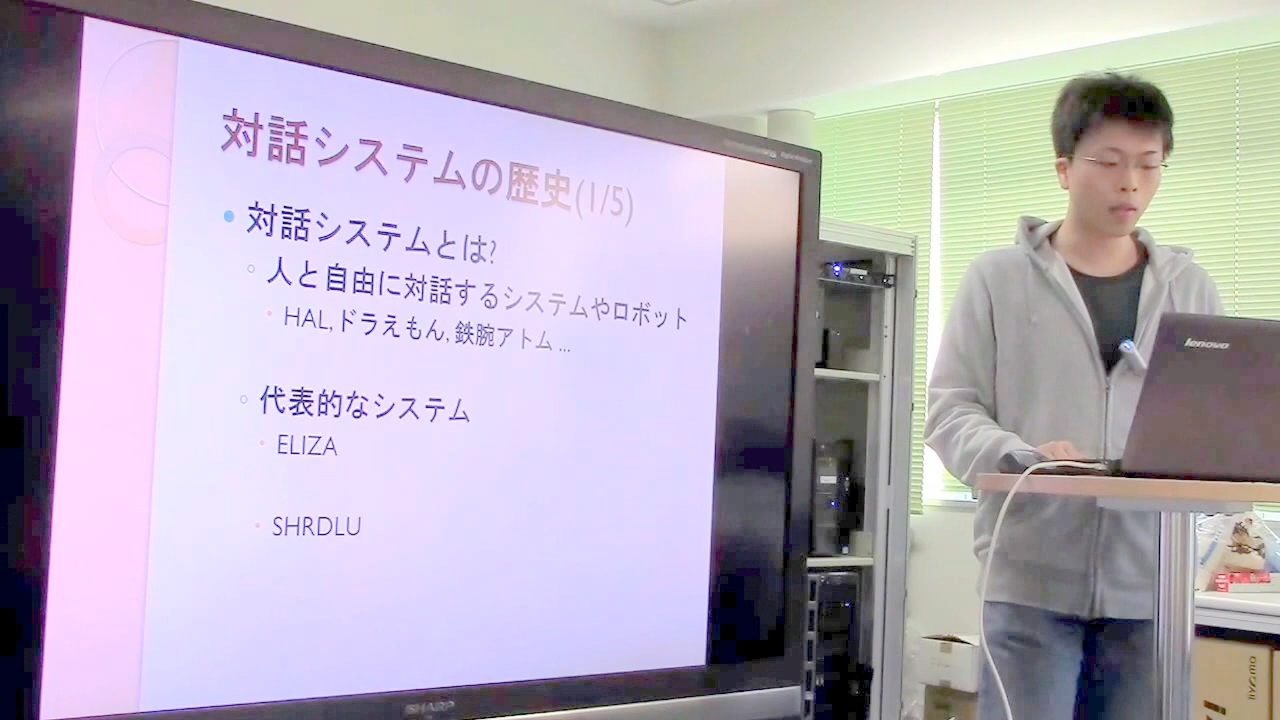 対話システムの歴史(1/5)
対話システムとは?
人と自由に対話するシステムやロボット
HAL,ドラえもん,鉄腕アトム ...
代表的なシステム
ELIZA
SHRDLU
SHARP
lenovo